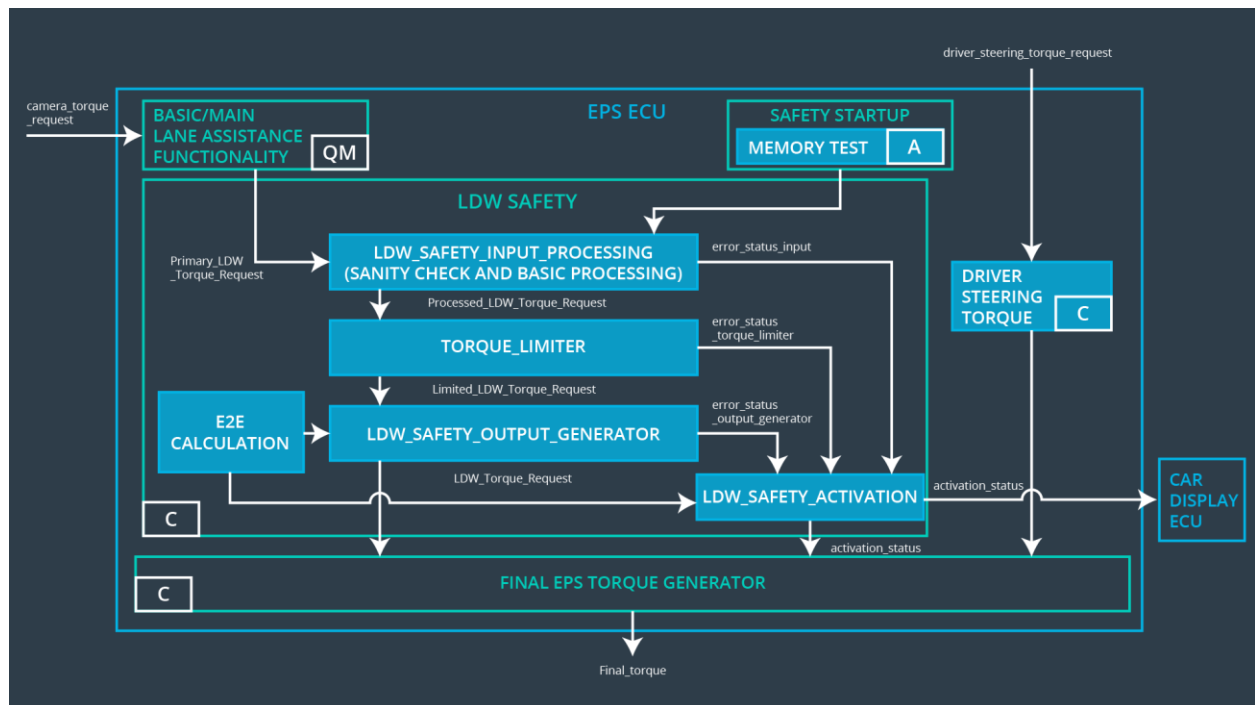 driver_steering_torque_request
camera_torque
_request
EPS ECU
BASIC/MAIN
LANE ASSISTANCE
FUNCTIONALITY
QM
SAFETY STARTUP
MEMORY TEST
A
LDW SAFETY
Primary_LDW
_Torque_Request
LDW_SAFETY_INPUT_PROCESSING
(SANITY CHECK AND BASIC PROCESSING)
error_status_input
DRIVER
STEERING
TORQUE
C
Processed_LDW_Torque_Request
TORQUE_LIMITER
error_status
_torque_limiter
Limited_LDW_Torque_Request
E2E
CALCULATION
LDW_SAFETY_OUTPUT_GENERATOR
error_status
_output_generator
LDW_Torque_Request
LDW_SAFETY_ACTIVATION
activation_status
CAR
DISPLAY
ECU
C
activation_status
FINAL EPS TORQUE GENERATOR
C
Final_torque